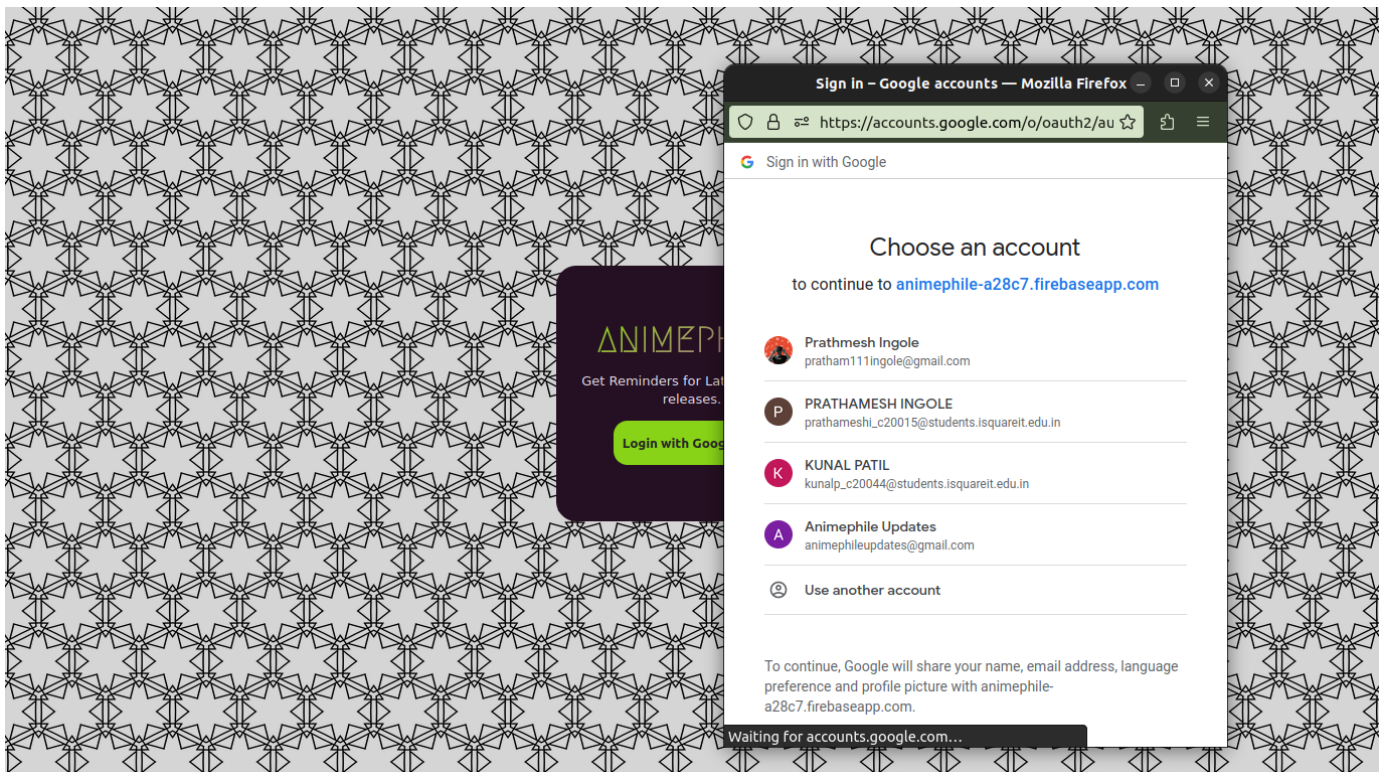 Sign in – Google accounts — Mozilla Firefox
https://accounts.google.com/o/oauth2/au
Sign in with Google
Choose an account
to continue to animephile-a28c7.firebaseapp.com
Prathmesh Ingole
pratham111ingole@gmail.com
P
PRATHAMESH INGOLE
prathameshi_c20015@students.isquareit.edu.in
K
KUNAL PATIL
kunalp_c20044@students.isquareit.edu.in
A
Animephile Updates
animephileupdates@gmail.com
Use another account
To continue, Google will share your name, email address, language
preference and profile picture with animephile-
a28c7.firebaseapp.com.
Waiting for accounts.google.com…
ANIMEP
Get Reminders for Lat
releases.
Login with Goog